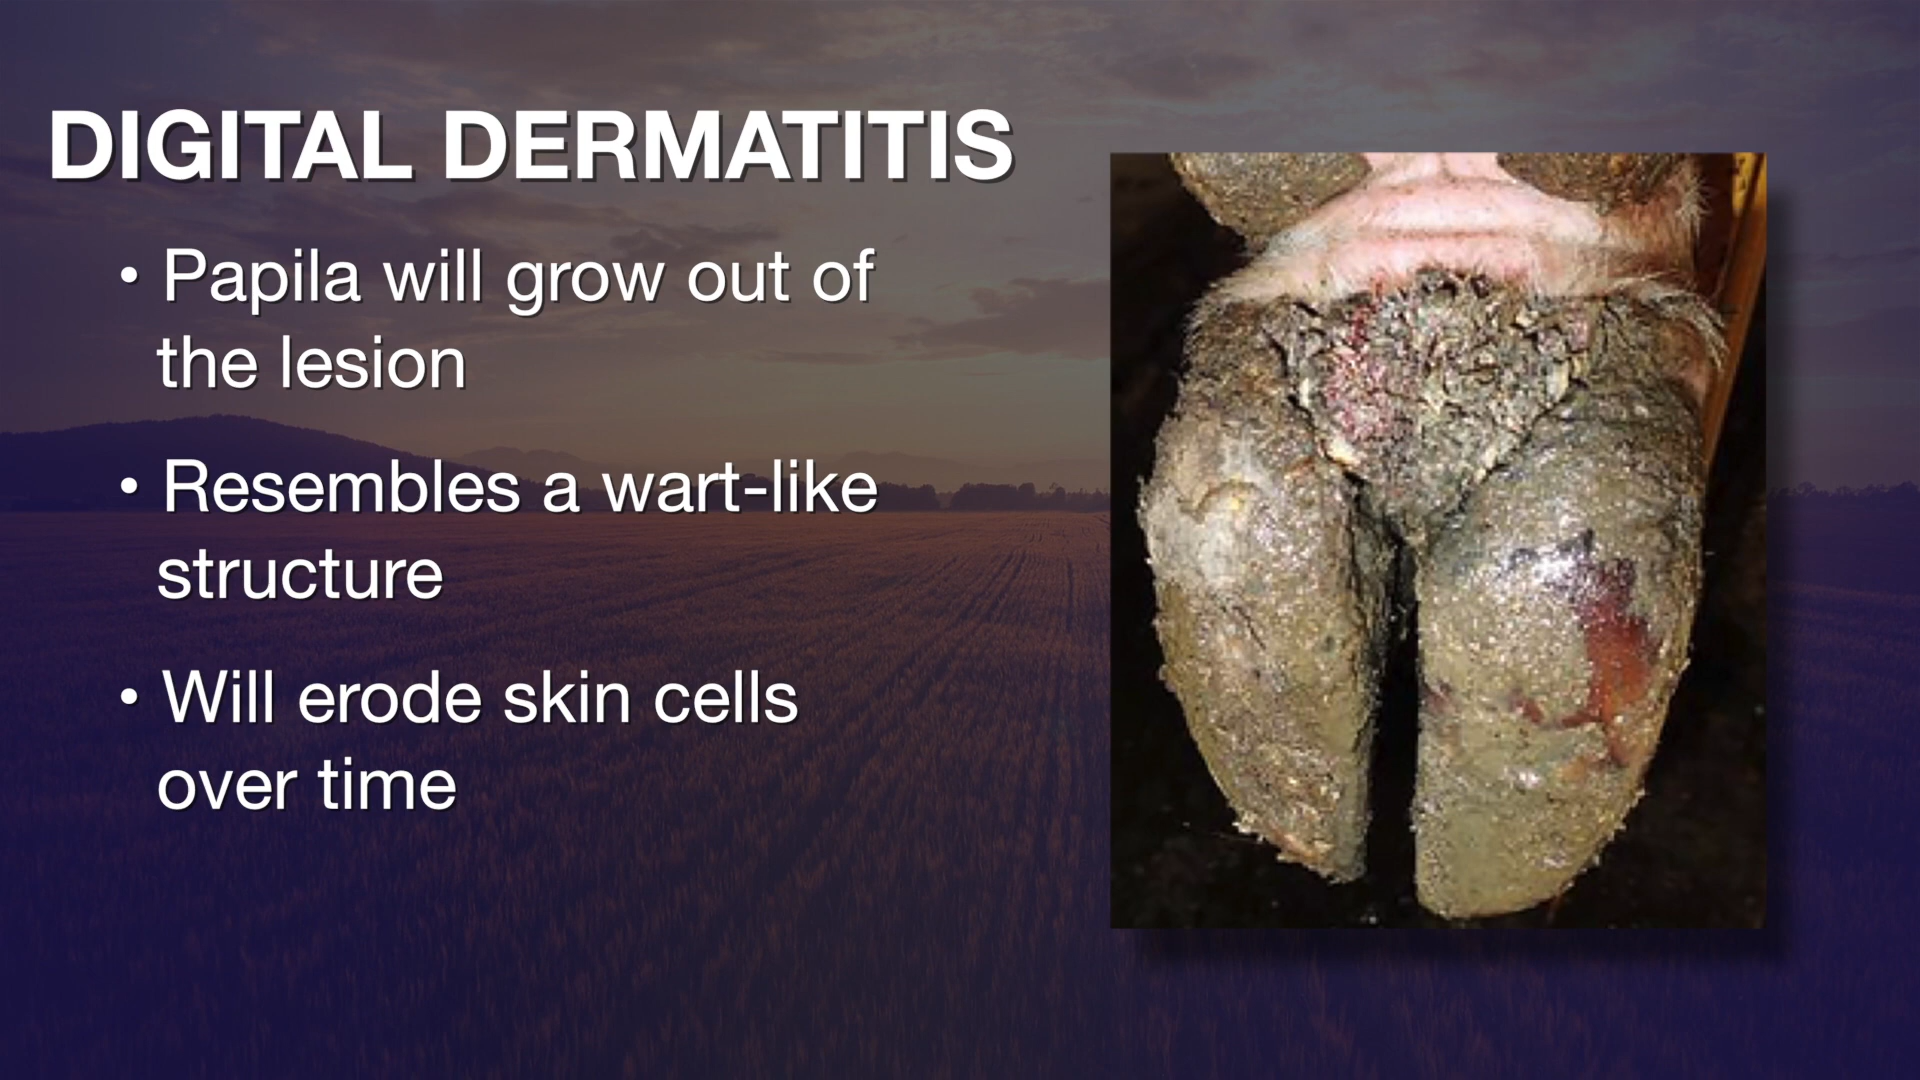 DIGITAL DERMATITIS
• Papila will grow out of
the lesion
• Resembles a wart-like
structure
• Will erode skin cells
over time